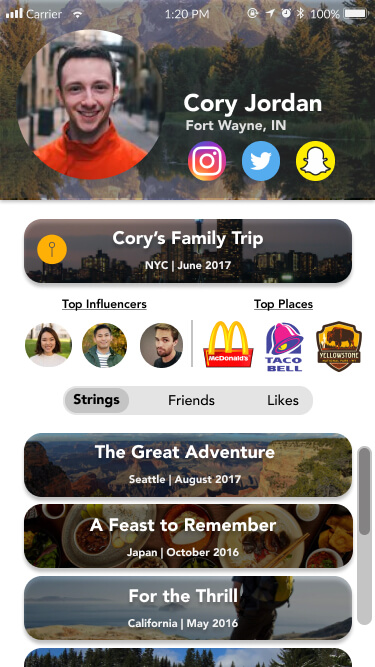 Carrier 1:20 PM 100%
Cory Jordan
Fort Wayne, IN
Cory's Family Trip
NYC | June 2017
Top Influencers
Top Places
McDonald's
TACO
BELL
YELLOWSTONE
Strings Friends Likes
The Great Adventure
Seattle | August 2017
A Feast to Remember
Japan | October 2016
For the Thrill
California | May 2016